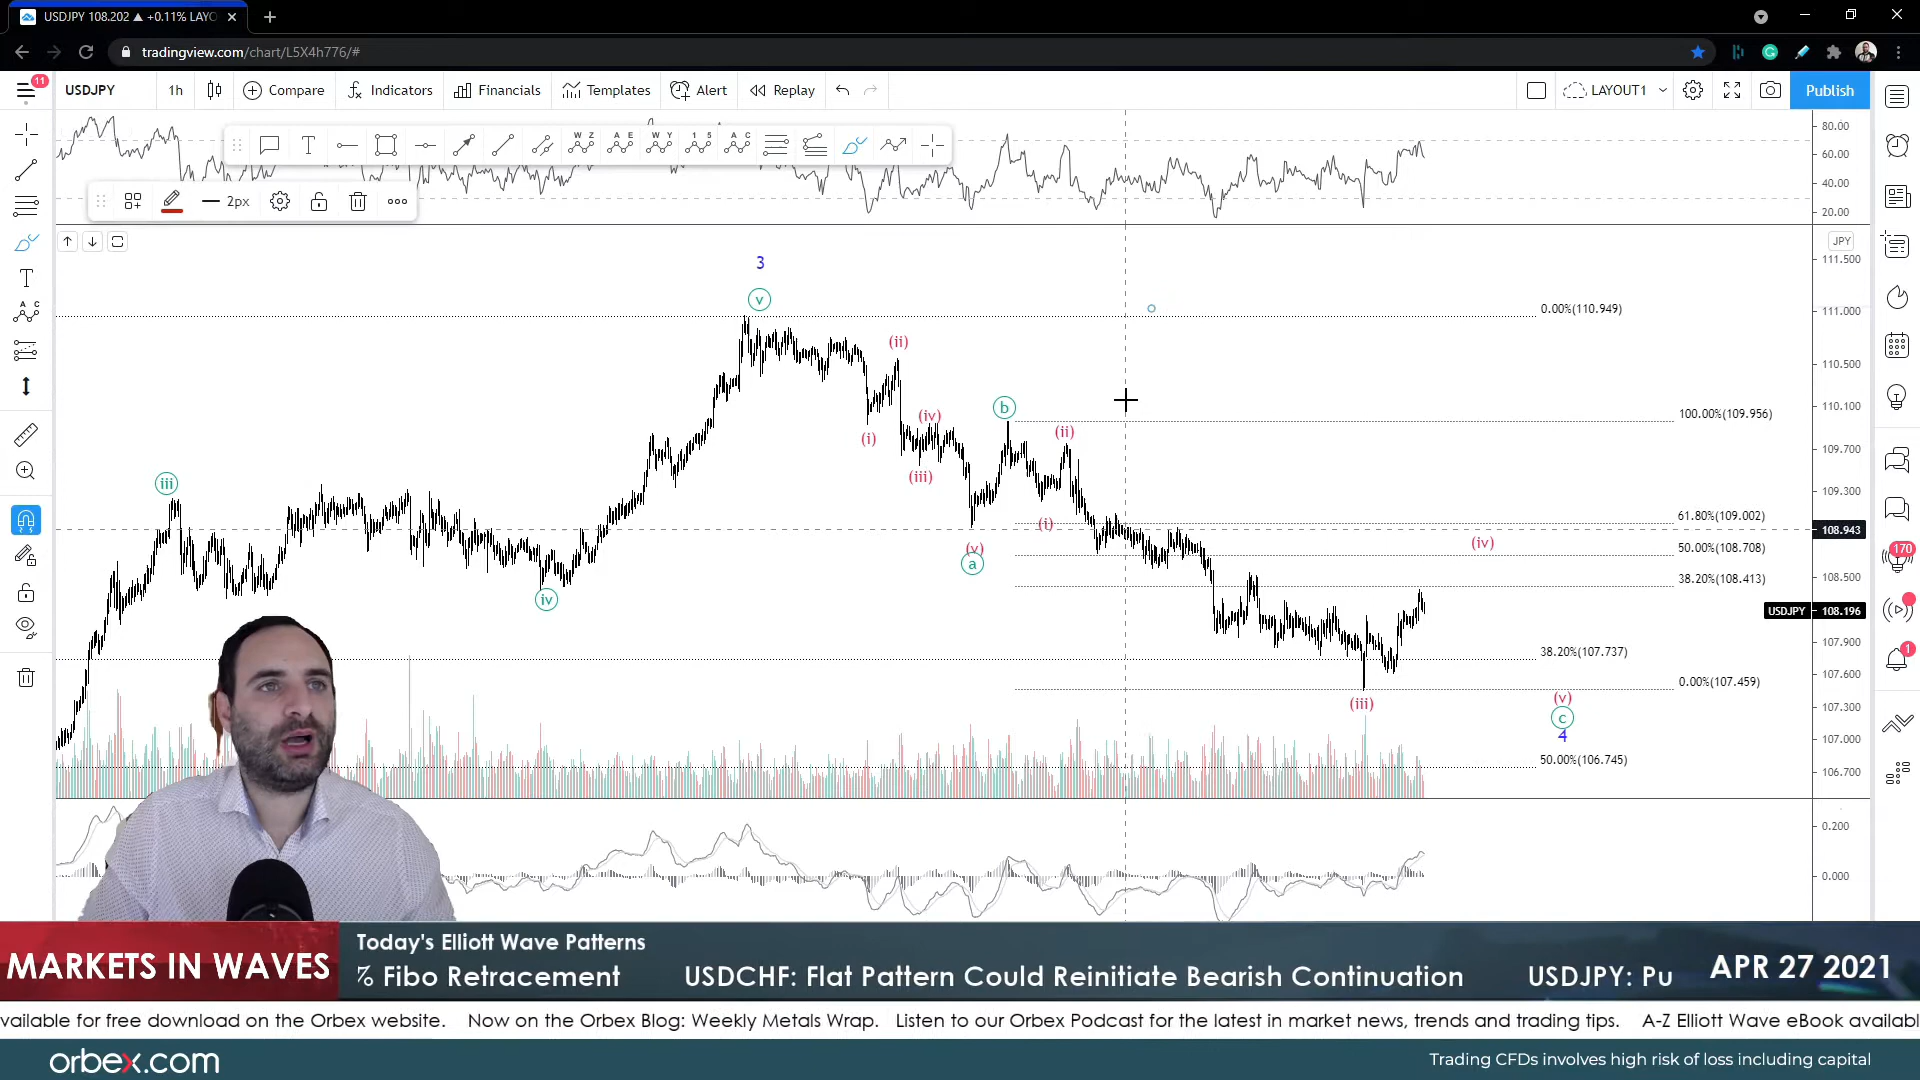 USDJPY 108.202 ▲ +0.11% LAYO
tradingview.com/chart/L5X4h776/#
11
USDJPY 1h Compare Indicators Financials Templates Alert Replay LAYOUT1 Publish
W Z A E W Y 1 5 A C
2px
A C
80.00
60.00
40.00
20.00
JPY
111.500
111.000
110.500
110.100
109.700
109.300
108.943
108.500
USDJPY 108.196
107.900
107.600
107.300
107.000
106.700
0.200
0.000
3
v
0.00%(110.949)
(ii)
b
(iv)
100.00%(109.956)
(ii)
(i)
(iii)
iii
61.80%(109.002)
(i)
(iv)
50.00%(108.708)
(v)
a
38.20%(108.413)
iv
38.20%(107.737)
0.00%(107.459)
(iii)
(v)
c
4
50.00%(106.745)
170
1
MARKETS IN WAVES
Today's Elliott Wave Patterns
% Fibo Retracement USDCHF: Flat Pattern Could Reinitiate Bearish Continuation USDJPY: Pu
APR 27 2021
vailable for free download on the Orbex website. Now on the Orbex Blog: Weekly Metals Wrap. Listen to our Orbex Podcast for the latest in market news, trends and trading tips. A-Z Elliott Wave eBook availabl
orbex.com
Trading CFDs involves high risk of loss including capital